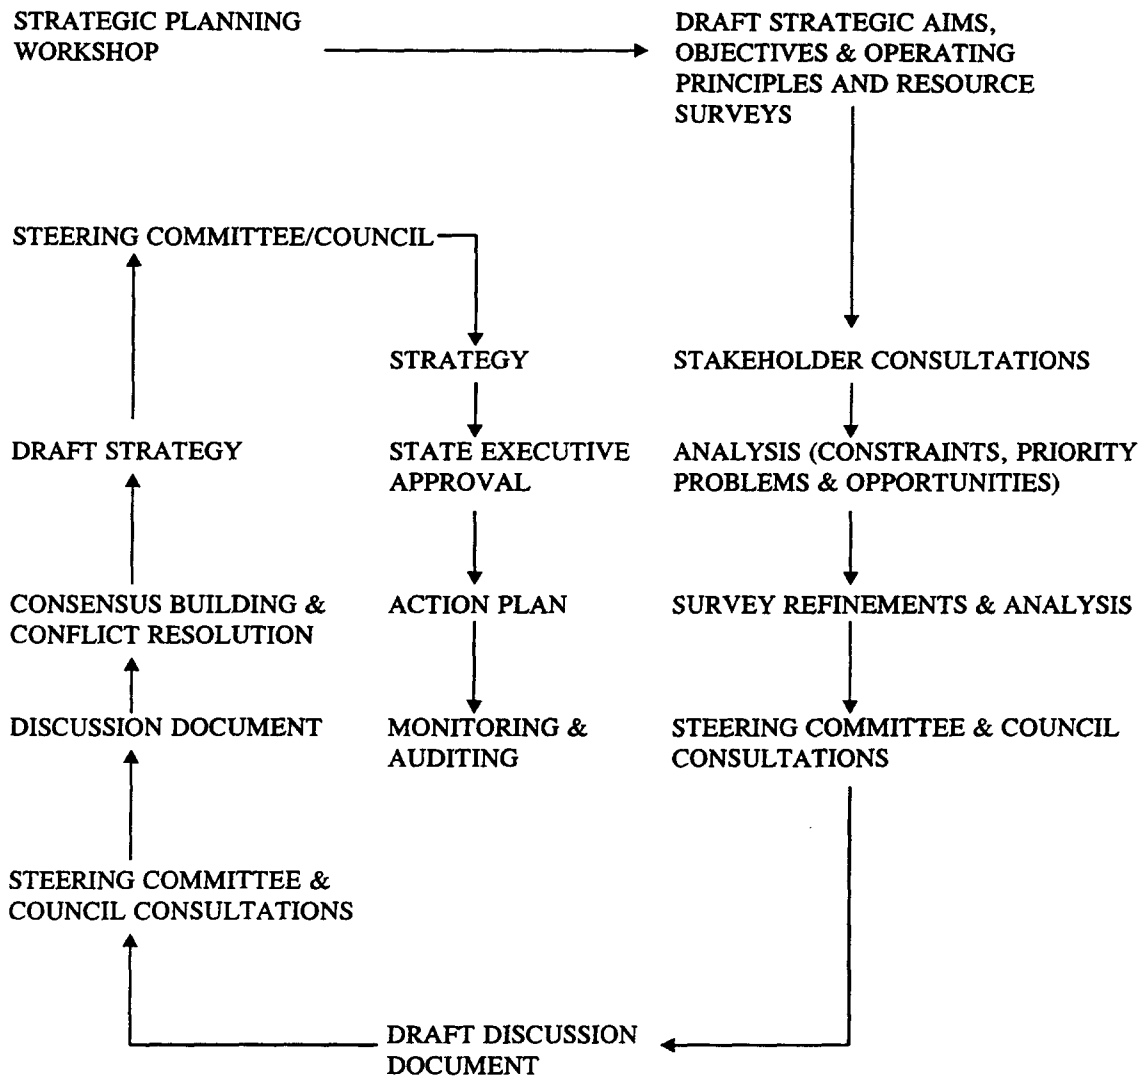 STRATEGIC PLANNING
WORKSHOP
DRAFT STRATEGIC AIMS,
OBJECTIVES & OPERATING
PRINCIPLES AND RESOURCE
SURVEYS
STEERING COMMITTEE/COUNCIL
STRATEGY
STAKEHOLDER CONSULTATIONS
DRAFT STRATEGY
STATE EXECUTIVE
APPROVAL
ANALYSIS (CONSTRAINTS, PRIORITY
PROBLEMS & OPPORTUNITIES)
CONSENSUS BUILDING &
CONFLICT RESOLUTION
ACTION PLAN
SURVEY REFINEMENTS & ANALYSIS
DISCUSSION DOCUMENT
MONITORING &
AUDITING
STEERING COMMITTEE & COUNCIL
CONSULTATIONS
STEERING COMMITTEE &
COUNCIL CONSULTATIONS
DRAFT DISCUSSION
DOCUMENT